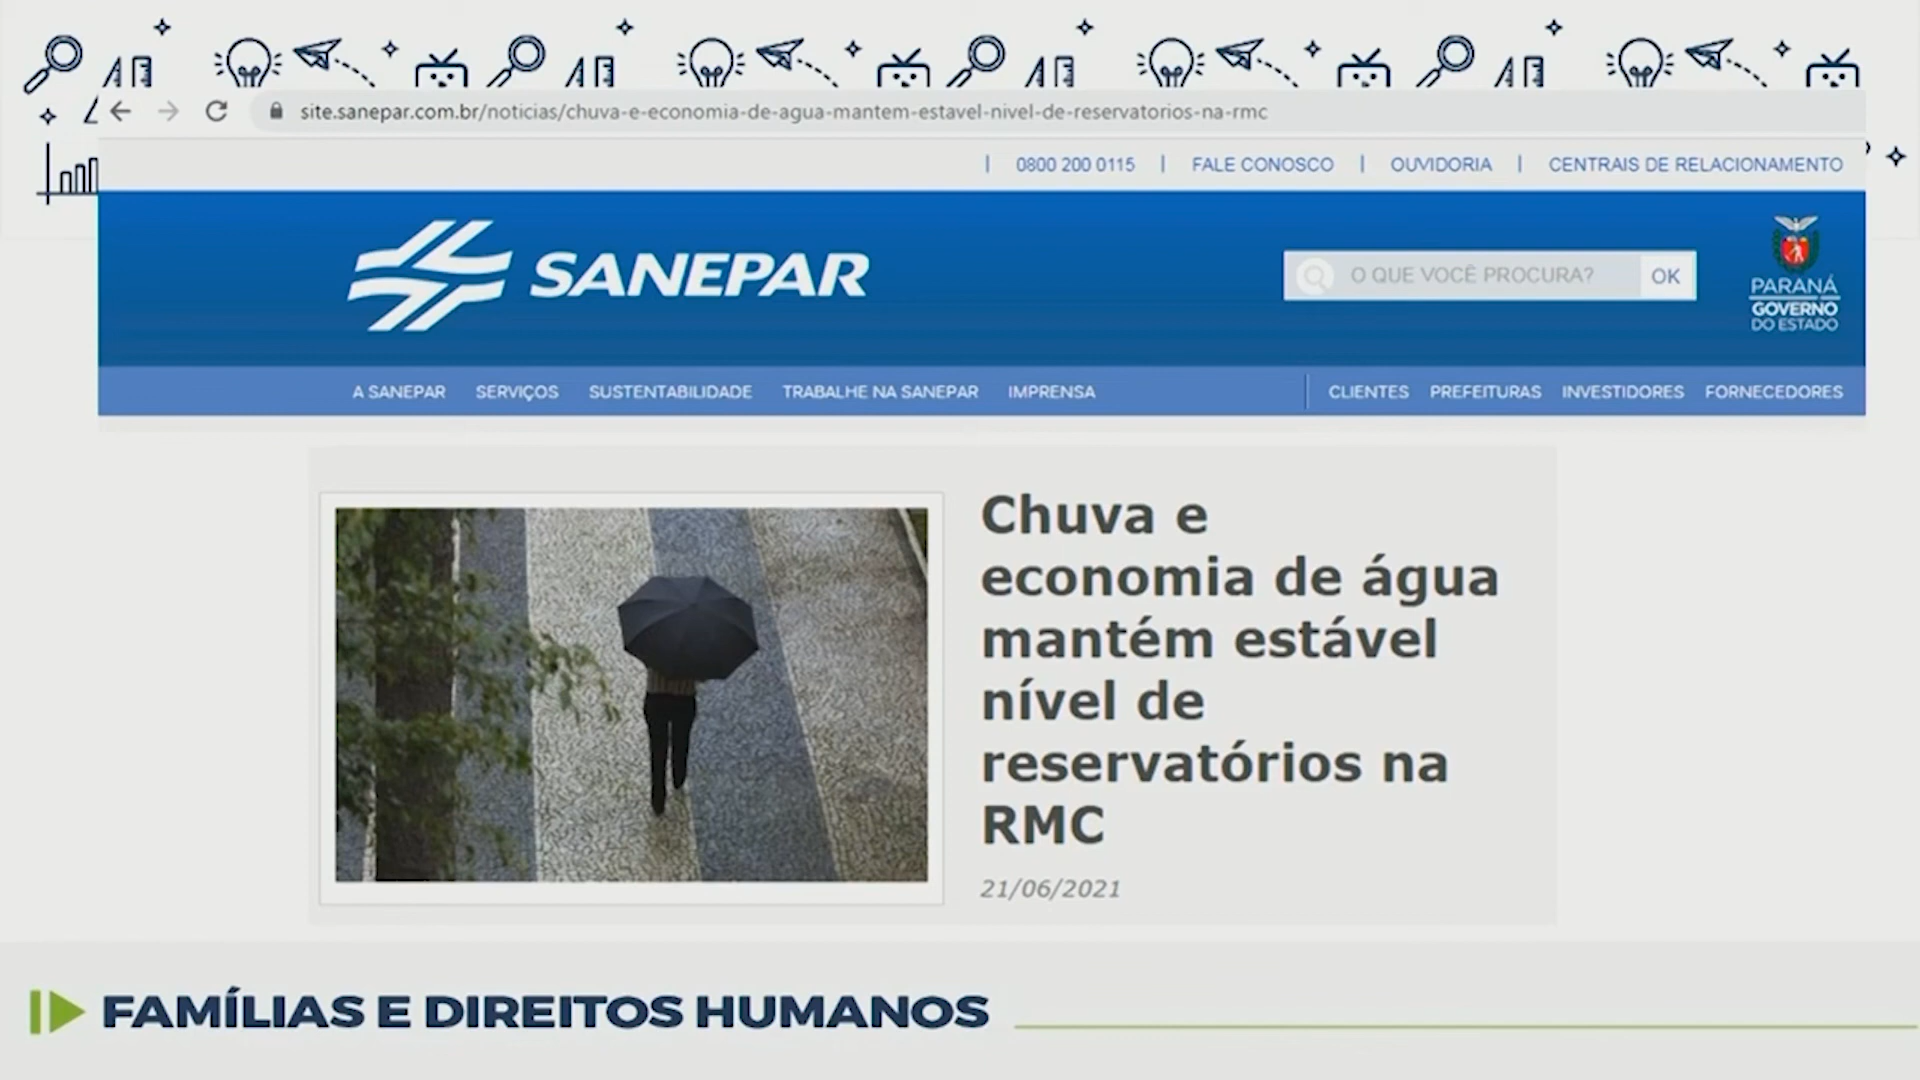 site.sanepar.com.br/noticias/chuva-e-economia-de-agua-mantem-estavel-nivel-de-reservatorios-na-rmc
| 0800 200 0115 | FALE CONOSCO | OUVIDORIA | CENTRAIS DE RELACIONAMENTO
SANEPAR
O QUE VOCÊ PROCURA? OK
PARANÁ
GOVERNO
DO ESTADO
A SANEPAR SERVIÇOS SUSTENTABILIDADE TRABALHE NA SANEPAR IMPRENSA CLIENTES PREFEITURAS INVESTIDORES FORNECEDORES
Chuva e
economia de água
mantém estável
nível de
reservatórios na
RMC
21/06/2021
FAMÍLIAS E DIREITOS HUMANOS